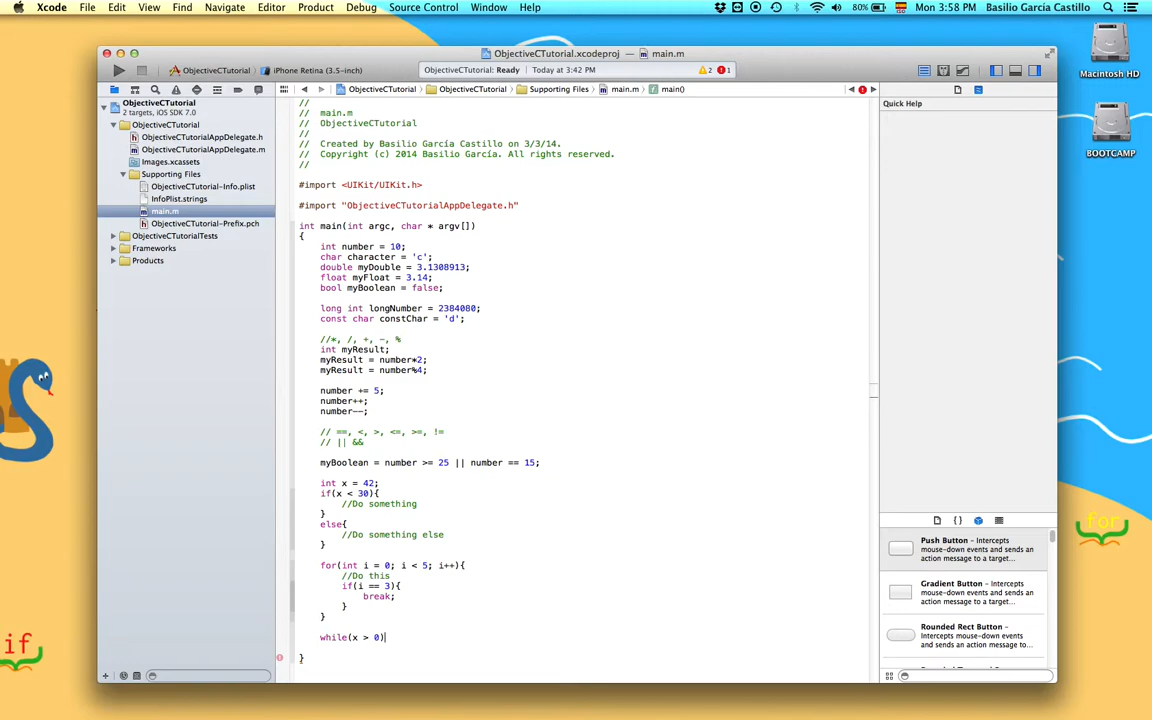 Xcode File Edit View Find Navigate Editor Product Debug Source Control Window Help 80% Mon 3:58 PM Basilio García Castillo
ObjectiveCTutorial.xcodeproj — main.m
ObjectiveCTutorial iPhone Retina (3.5-inch) ObjectiveCTutorial: Ready Today at 3:42 PM 2 1
ObjectiveCTutorial ObjectiveCTutorial Supporting Files main.m main()
Quick Help
Macintosh HD
BOOTCAMP
ObjectiveCTutorial
2 targets, iOS SDK 7.0
ObjectiveCTutorial
ObjectiveCTutorialAppDelegate.h
ObjectiveCTutorialAppDelegate.m
Images.xcassets
Supporting Files
ObjectiveCTutorial-Info.plist
InfoPlist.strings
main.m
ObjectiveCTutorial-Prefix.pch
ObjectiveCTutorialTests
Frameworks
Products
//
// main.m
// ObjectiveCTutorial
//
// Created by Basilio García Castillo on 3/3/14.
// Copyright (c) 2014 Basilio García. All rights reserved.
//
#import <UIKit/UIKit.h>
#import "ObjectiveCTutorialAppDelegate.h"
int main(int argc, char * argv[])
{
int number = 10;
char character = 'c';
double myDouble = 3.1308913;
float myFloat = 3.14;
bool myBoolean = false;
long int longNumber = 2384080;
const char constChar = 'd';
//*, /, +, -, %
int myResult;
myResult = number*2;
myResult = number%4;
number += 5;
number++;
number--;
// ==, <, >, <=, >=, !=
// || &&
myBoolean = number >= 25 || number == 15;
int x = 42;
if(x < 30){
//Do something
}
else{
//Do something else
}
for(int i = 0; i < 5; i++){
//Do this
if(i == 3){
break;
}
}
while(x > 0)
}
Push Button – Intercepts
mouse-down events and sends an
action message to a target...
Gradient Button – Intercepts
mouse-down events and sends an
action message to a target...
Rounded Rect Button –
Intercepts mouse-down events
and sends an action message to...
if
for